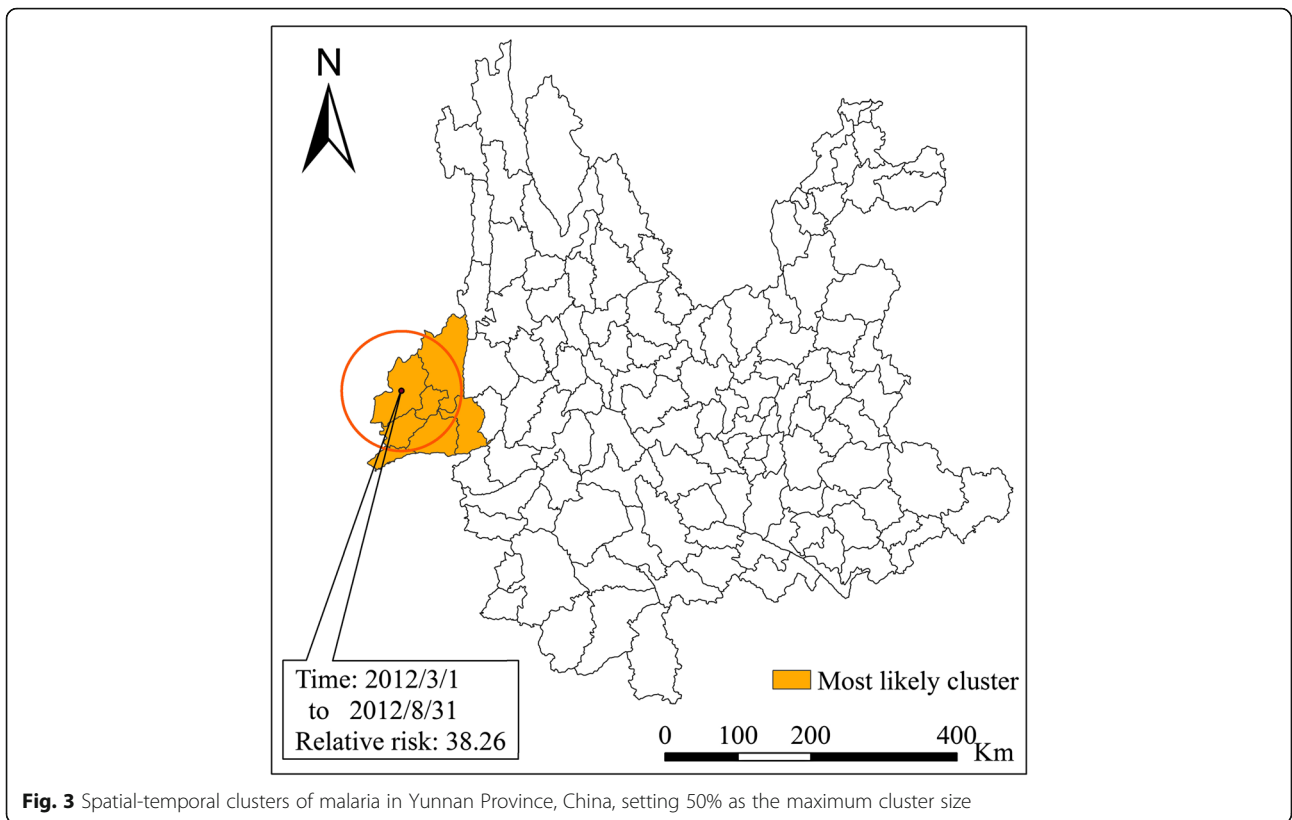 N
Time: 2012/3/1
to 2012/8/31
Relative risk: 38.26
Most likely cluster
0 100 200 400
Km
Fig. 3 Spatial-temporal clusters of malaria in Yunnan Province, China, setting 50% as the maximum cluster size